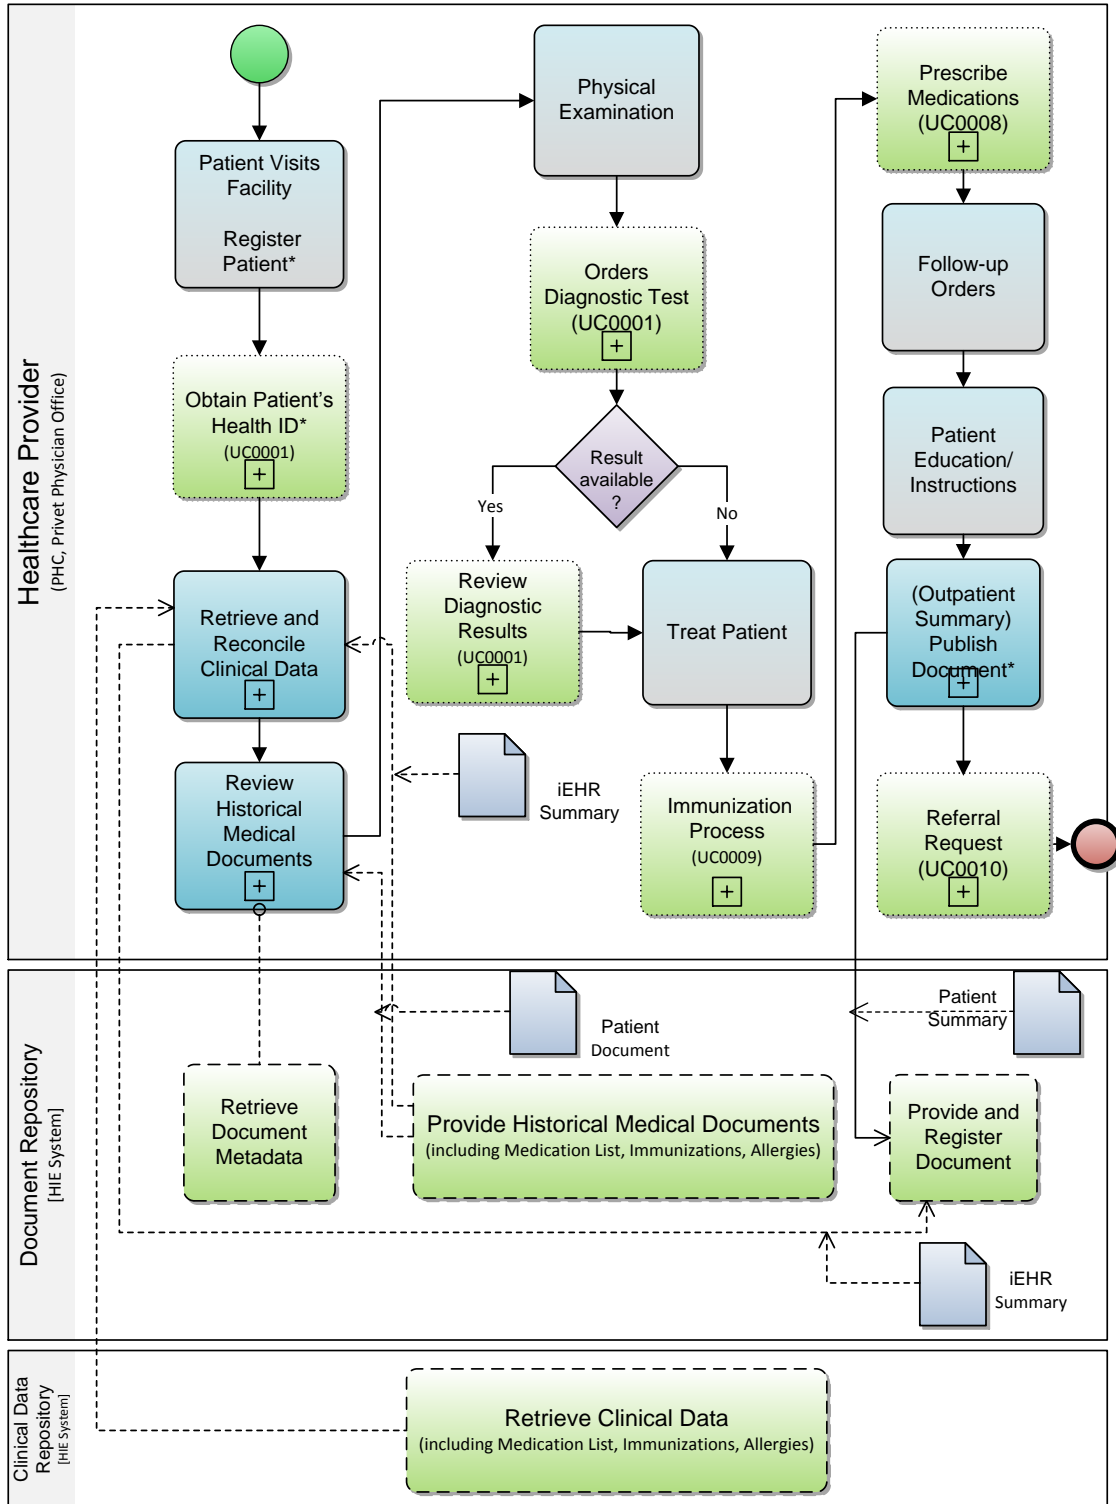 Healthcare Provider
(PHC, Privet Physician Office)
Patient Visits
Facility
Register
Patient*
Obtain Patient's
Health ID*
(UC0001)
+
Retrieve and
Reconcile
Clinical Data
+
Review
Historical
Medical
Documents
+
Physical
Examination
Orders
Diagnostic Test
(UC0001)
+
Result
available
?
Yes
No
Review
Diagnostic
Results
(UC0001)
+
Treat Patient
iEHR
Summary
Immunization
Process
(UC0009)
+
Prescribe
Medications
(UC0008)
+
Follow-up
Orders
Patient
Education/
Instructions
(Outpatient
Summary)
Publish
Document*
+
Referral
Request
(UC0010)
+
Document Repository
[HIE System]
Retrieve
Document
Metadata
Patient
Document
Provide Historical Medical Documents
(including Medication List, Immunizations, Allergies)
Patient
Summary
Provide and
Register
Document
iEHR
Summary
Clinical Data
Repository
[HIE System]
Retrieve Clinical Data
(including Medication List, Immunizations, Allergies)